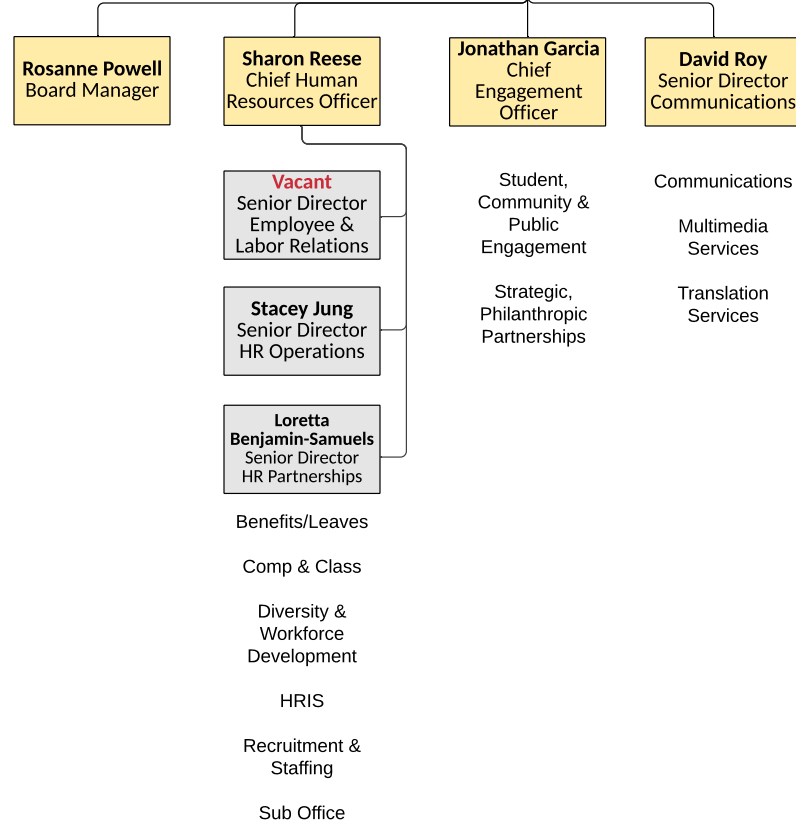 Rosanne Powell
Board Manager
Sharon Reese
Chief Human
Resources Officer
Vacant
Senior Director
Employee &
Labor Relations
Stacey Jung
Senior Director
HR Operations
Loretta
Benjamin-Samuels
Senior Director
HR Partnerships
Benefits/Leaves
Comp & Class
Diversity &
Workforce
Development
HRIS
Recruitment &
Staffing
Sub Office
Jonathan Garcia
Chief
Engagement
Officer
Student,
Community &
Public
Engagement
Strategic,
Philanthropic
Partnerships
David Roy
Senior Director
Communications
Communications
Multimedia
Services
Translation
Services